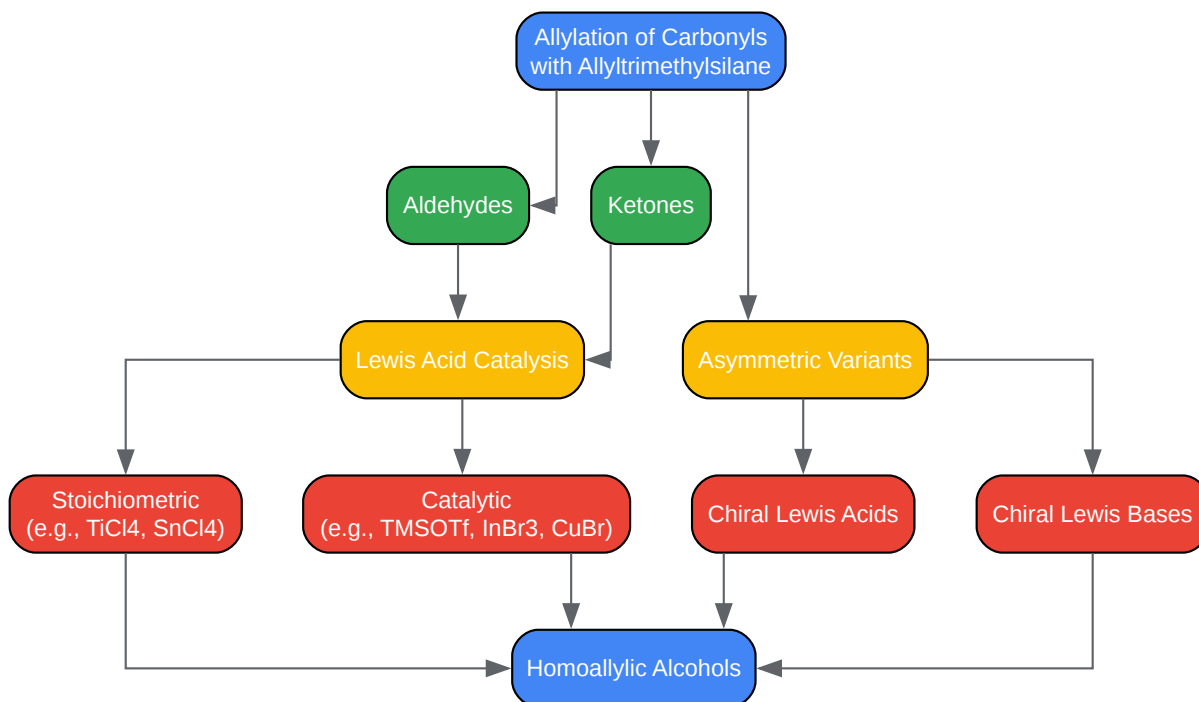 Allylation of Carbonyls
with Allyltrimethylsilane
Aldehydes
Ketones
Lewis Acid Catalysis
Asymmetric Variants
Stoichiometric
(e.g., TiCl4, SnCl4)
Catalytic
(e.g., TMSOTf, InBr3, CuBr)
Chiral Lewis Acids
Chiral Lewis Bases
Homoallylic Alcohols